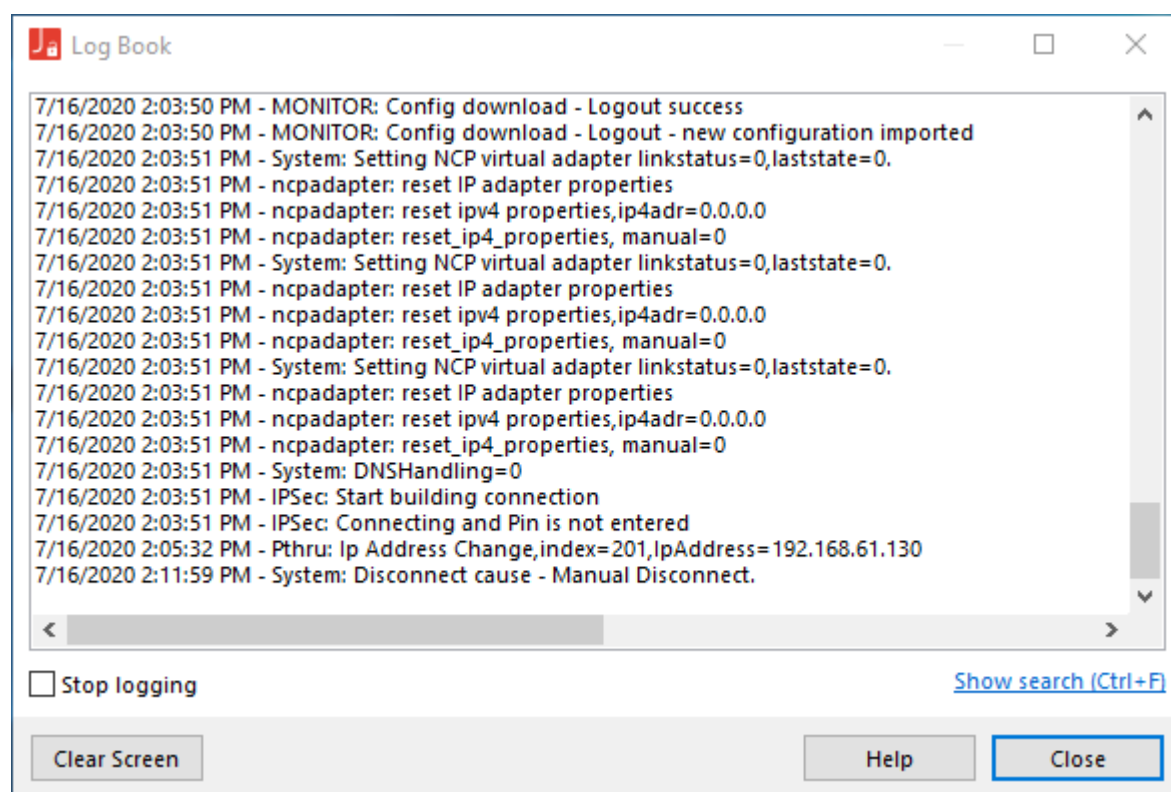 Ja Log Book
7/16/2020 2:03:50 PM - MONITOR: Config download - Logout success
7/16/2020 2:03:50 PM - MONITOR: Config download - Logout - new configuration imported
7/16/2020 2:03:51 PM - System: Setting NCP virtual adapter linkstatus=0,laststate=0.
7/16/2020 2:03:51 PM - ncpadapter: reset IP adapter properties
7/16/2020 2:03:51 PM - ncpadapter: reset ipv4 properties,ip4adr=0.0.0.0
7/16/2020 2:03:51 PM - ncpadapter: reset_ip4_properties, manual=0
7/16/2020 2:03:51 PM - System: Setting NCP virtual adapter linkstatus=0,laststate=0.
7/16/2020 2:03:51 PM - ncpadapter: reset IP adapter properties
7/16/2020 2:03:51 PM - ncpadapter: reset ipv4 properties,ip4adr=0.0.0.0
7/16/2020 2:03:51 PM - ncpadapter: reset_ip4_properties, manual=0
7/16/2020 2:03:51 PM - System: Setting NCP virtual adapter linkstatus=0,laststate=0.
7/16/2020 2:03:51 PM - ncpadapter: reset IP adapter properties
7/16/2020 2:03:51 PM - ncpadapter: reset ipv4 properties,ip4adr=0.0.0.0
7/16/2020 2:03:51 PM - ncpadapter: reset_ip4_properties, manual=0
7/16/2020 2:03:51 PM - System: DNSHandling=0
7/16/2020 2:03:51 PM - IPSec: Start building connection
7/16/2020 2:03:51 PM - IPSec: Connecting and Pin is not entered
7/16/2020 2:05:32 PM - Pthru: Ip Address Change,index=201,IpAddress=192.168.61.130
7/16/2020 2:11:59 PM - System: Disconnect cause - Manual Disconnect.
Stop logging
Show search (Ctrl+F)
Clear Screen
Help
Close